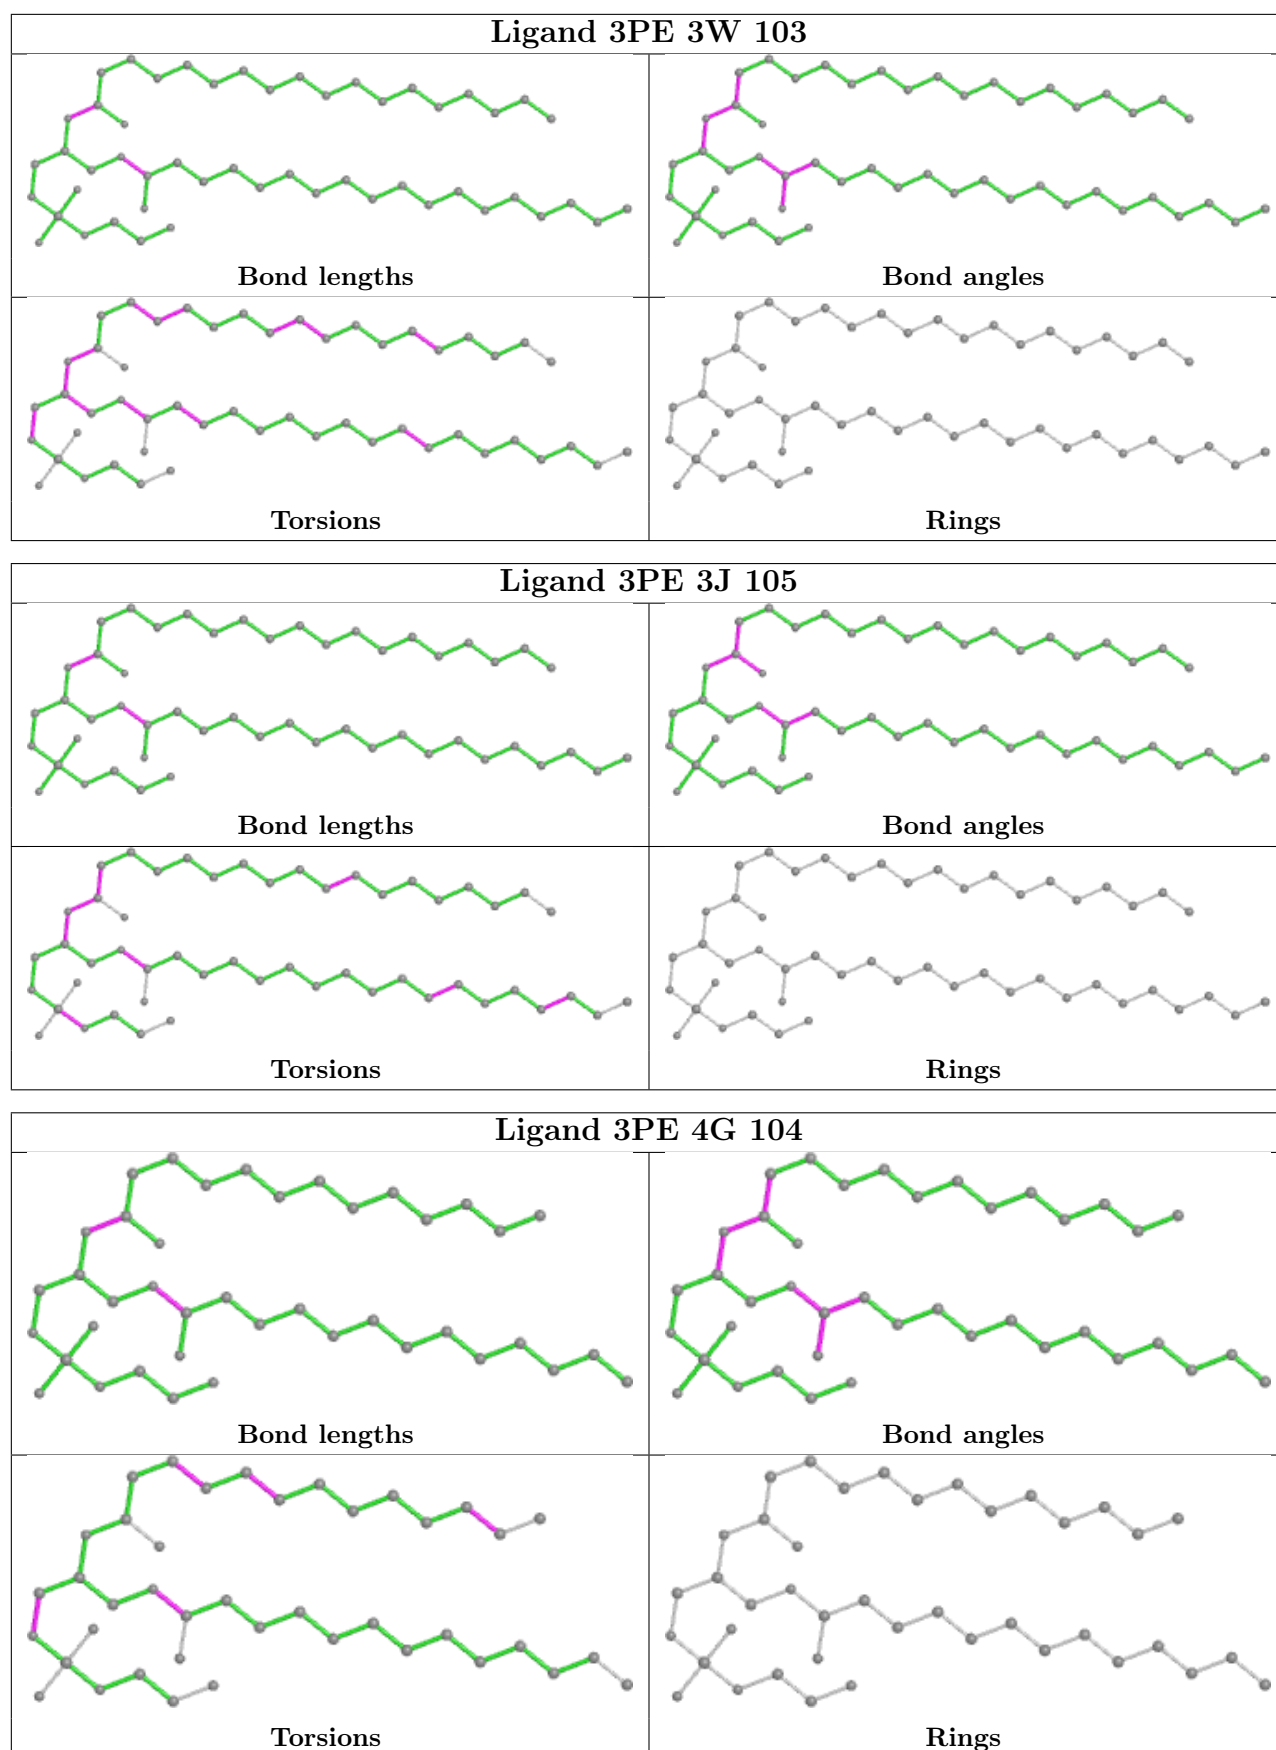 Ligand 3PE 3W 103
Bond lengths
Bond angles
Torsions
Rings
Ligand 3PE 3J 105
Bond lengths
Bond angles
Torsions
Rings
Ligand 3PE 4G 104
Bond lengths
Bond angles
Torsions
Rings